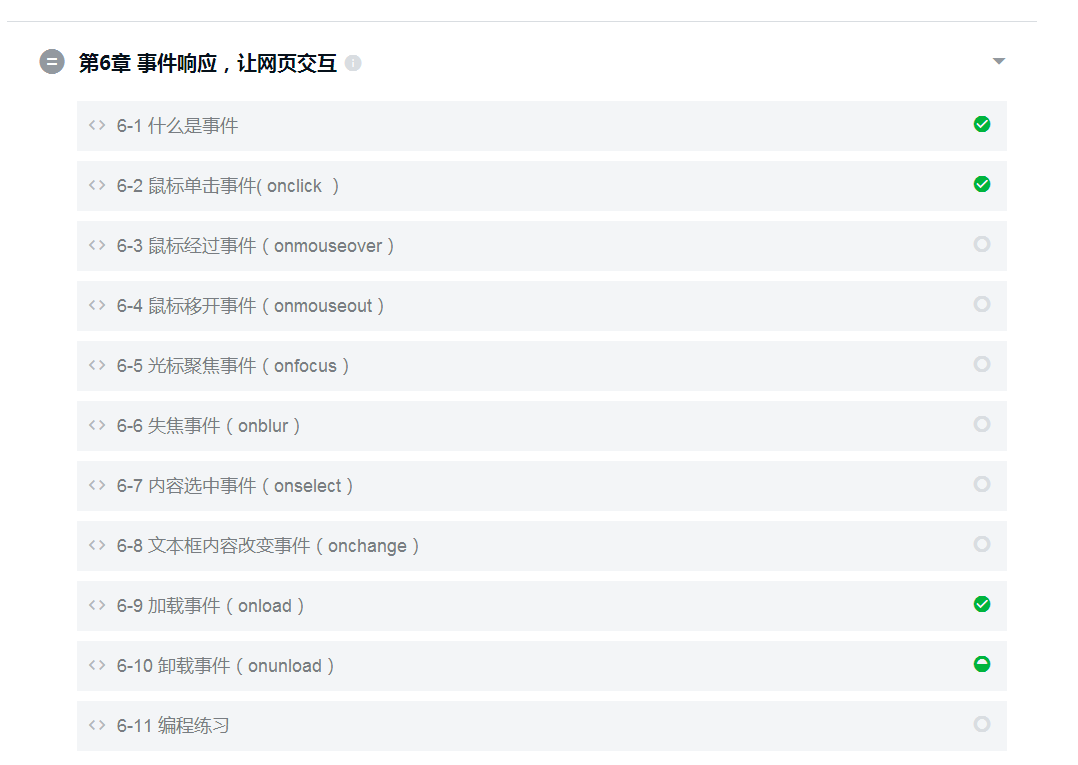 第6章 事件响应，让网页交互
6-1 什么是事件
6-2 鼠标单击事件( onclick ）
6-3 鼠标经过事件（onmouseover）
6-4 鼠标移开事件（onmouseout）
6-5 光标聚焦事件（onfocus）
6-6 失焦事件（onblur）
6-7 内容选中事件（onselect）
6-8 文本框内容改变事件（onchange）
6-9 加载事件（onload）
6-10 卸载事件（onunload）
6-11 编程练习